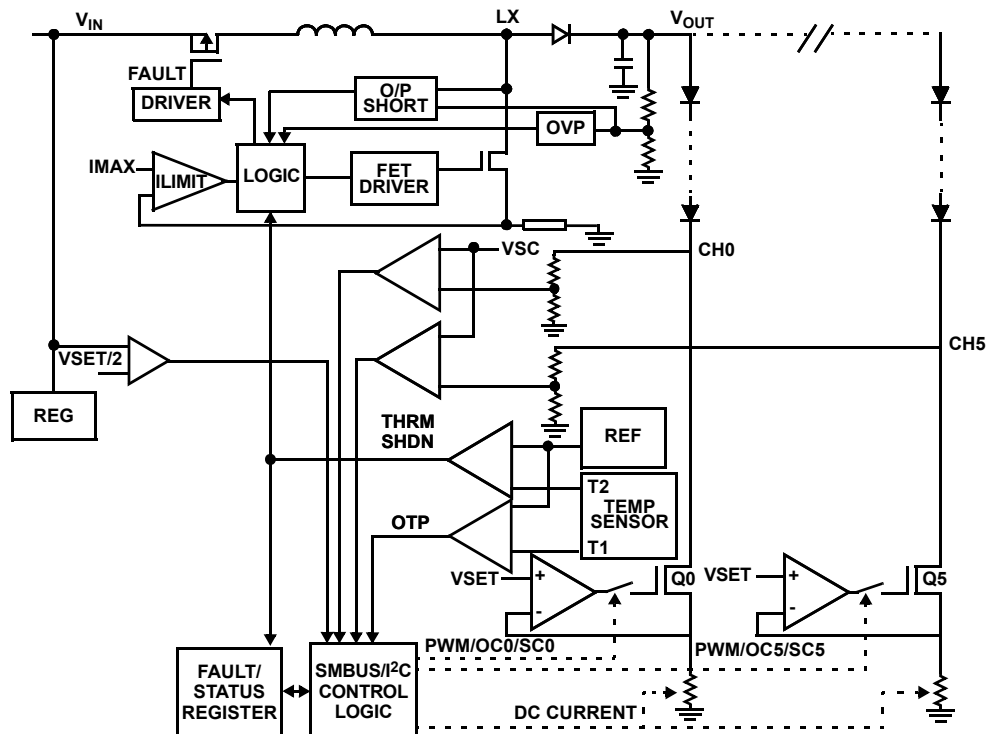 V_IN
LX
V_OUT
FAULT
DRIVER
O/P
SHORT
OVP
IMAX
ILIMIT
LOGIC
FET
DRIVER
VSC
CH0
VSET/2
CH5
REG
THRM
SHDN
REF
T2
TEMP
SENSOR
OTP
T1
VSET
+
-
Q0
VSET
+
-
Q5
PWM/OC0/SC0
PWM/OC5/SC5
FAULT/
STATUS
REGISTER
SMBUS/I²C
CONTROL
LOGIC
DC CURRENT